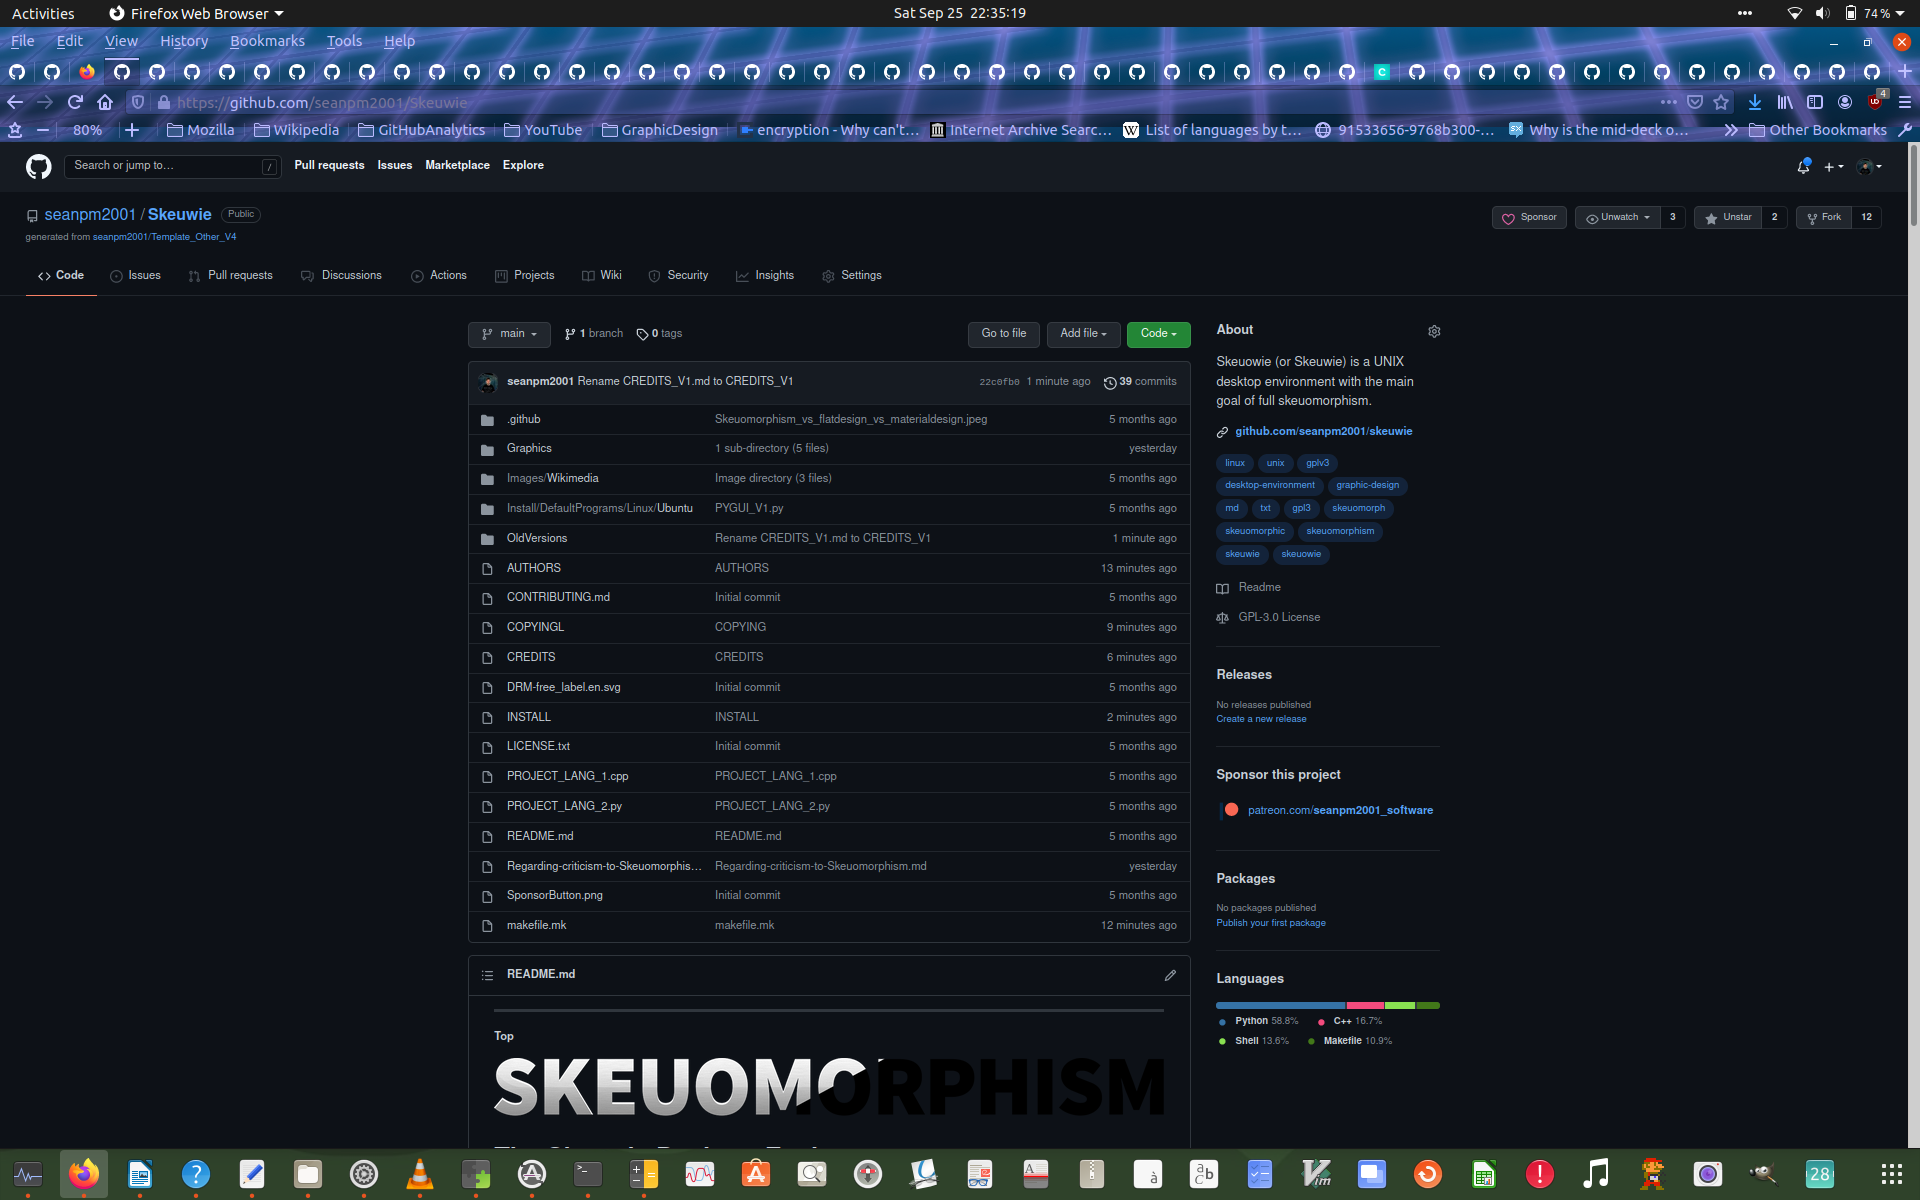 Activities Firefox Web Browser Sat Sep 25 22:35:19 74%
File Edit View History Bookmarks Tools Help
https://github.com/seanpm2001/Skeuwie 4
80% Mozilla Wikipedia GitHubAnalytics YouTube GraphicDesign encryption - Why can't... Internet Archive Searc... List of languages by t... 91533656-9768b300-... Why is the mid-deck o... Other Bookmarks
Search or jump to... / Pull requests Issues Marketplace Explore
seanpm2001 / Skeuwie Public
Sponsor Unwatch 3 Unstar 2 Fork 12
generated from seanpm2001/Template_Other_V4
Code Issues Pull requests Discussions Actions Projects Wiki Security Insights Settings
main 1 branch 0 tags Go to file Add file Code
seanpm2001 Rename CREDITS_V1.md to CREDITS_V1 22c0fb0 1 minute ago 39 commits
.github Skeuomorphism_vs_flatdesign_vs_materialdesign.jpeg 5 months ago
Graphics 1 sub-directory (5 files) yesterday
Images/Wikimedia Image directory (3 files) 5 months ago
Install/DefaultPrograms/Linux/Ubuntu PYGUI_V1.py 5 months ago
OldVersions Rename CREDITS_V1.md to CREDITS_V1 1 minute ago
AUTHORS AUTHORS 13 minutes ago
CONTRIBUTING.md Initial commit 5 months ago
COPYINGL COPYING 9 minutes ago
CREDITS CREDITS 6 minutes ago
DRM-free_label.en.svg Initial commit 5 months ago
INSTALL INSTALL 2 minutes ago
LICENSE.txt Initial commit 5 months ago
PROJECT_LANG_1.cpp PROJECT_LANG_1.cpp 5 months ago
PROJECT_LANG_2.py PROJECT_LANG_2.py 5 months ago
README.md README.md 5 months ago
Regarding-criticism-to-Skeuomorphis... Regarding-criticism-to-Skeuomorphism.md yesterday
SponsorButton.png Initial commit 5 months ago
makefile.mk makefile.mk 12 minutes ago
README.md
Top
SKEUOMORPHISM
About
Skeuowie (or Skeuwie) is a UNIX
desktop environment with the main
goal of full skeuomorphism.
github.com/seanpm2001/skeuwie
linux unix gplv3
desktop-environment graphic-design
md txt gpl3 skeuomorph
skeuomorphic skeuomorphism
skeuwie skeuowie
Readme
GPL-3.0 License
Releases
No releases published
Create a new release
Sponsor this project
patreon.com/seanpm2001_software
Packages
No packages published
Publish your first package
Languages
Python 58.8% C++ 16.7%
Shell 13.6% Makefile 10.9%
28